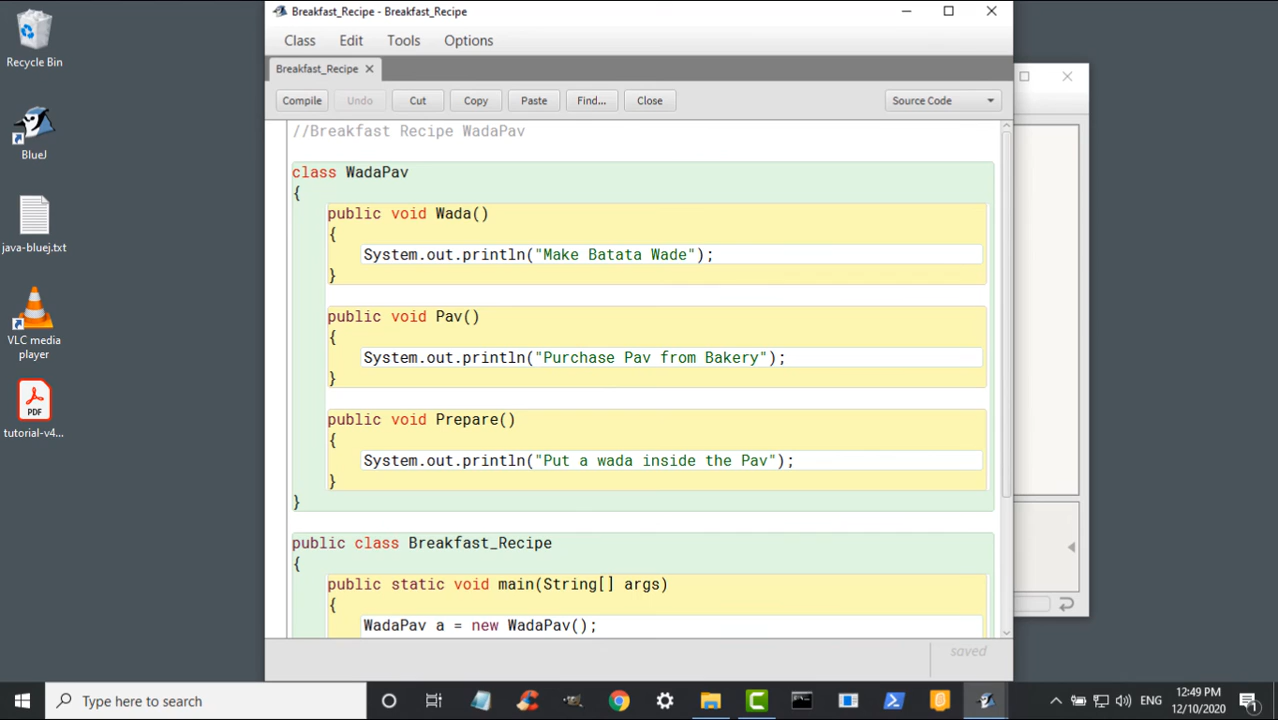 Breakfast_Recipe - Breakfast_Recipe
Class Edit Tools Options
Breakfast_Recipe
Compile Undo Cut Copy Paste Find... Close Source Code
//Breakfast Recipe WadaPav
class WadaPav
{
public void Wada()
{
System.out.println("Make Batata Wade");
}
public void Pav()
{
System.out.println("Purchase Pav from Bakery");
}
public void Prepare()
{
System.out.println("Put a wada inside the Pav");
}
}
public class Breakfast_Recipe
{
public static void main(String[] args)
{
WadaPav a = new WadaPav();
saved
Recycle Bin
BlueJ
java-bluej.txt
VLC media
player
PDF
tutorial-v4...
Type here to search
ENG
12:49 PM
12/10/2020
1